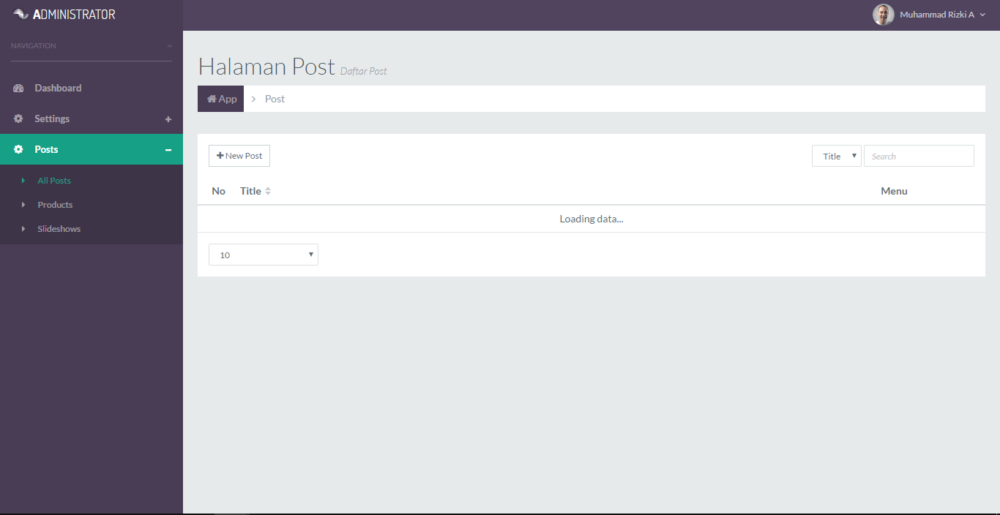 ADMINISTRATOR
Muhammad Rizki A
NAVIGATION
Dashboard
Settings
Posts
All Posts
Products
Slideshows
Halaman Post Daftar Post
App > Post
New Post
Title
Search
No Title Menu
Loading data...
10